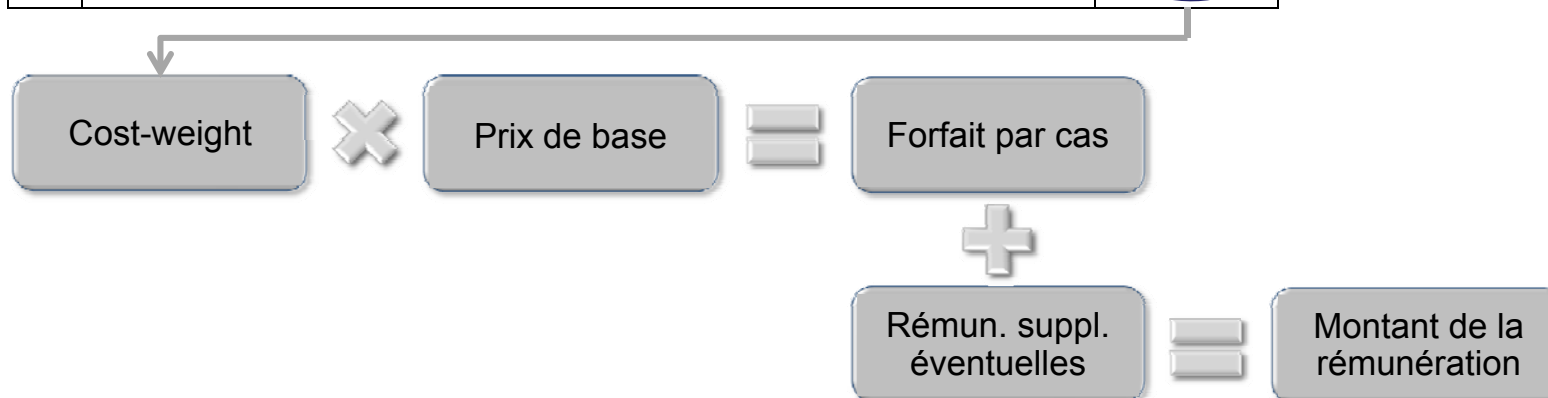 Cost-weight
Prix de base
Forfait par cas
Rémun. suppl.
éventuelles
Montant de la
rémunération